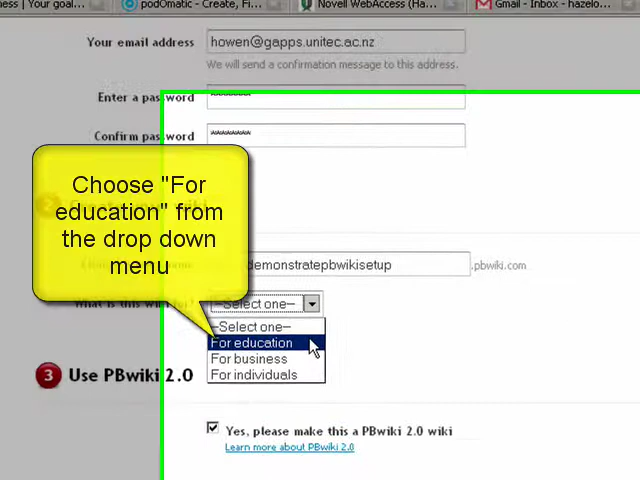 ness | Your goal...
podOmatic - Create, Fi...
Novell WebAccess (Ha...
Gmail - Inbox - hazelo...
Your email address howen@gapps.unitec.ac.nz
We will send a confirmation message to this address.
Enter a password ********
Confirm password ********
Choose "For
education" from
the drop down
menu
2
demonstratepbwikisetup .pbwiki.com
What is this wiki for? --Select one--
--Select one--
For education
For business
For individuals
3 Use PBwiki 2.0
Yes, please make this a PBwiki 2.0 wiki
Learn more about PBwiki 2.0